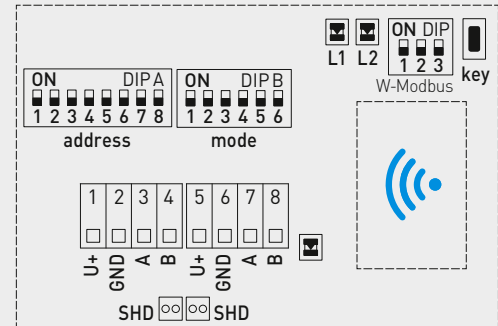 L1 L2
ON DIP
1 2 3
W-Modbus
key
ON DIP A
1 2 3 4 5 6 7 8
address
ON DIP B
1 2 3 4 5 6
mode
1 2 3 4 5 6 7 8
U+ GND A B U+ GND A B
SHD SHD